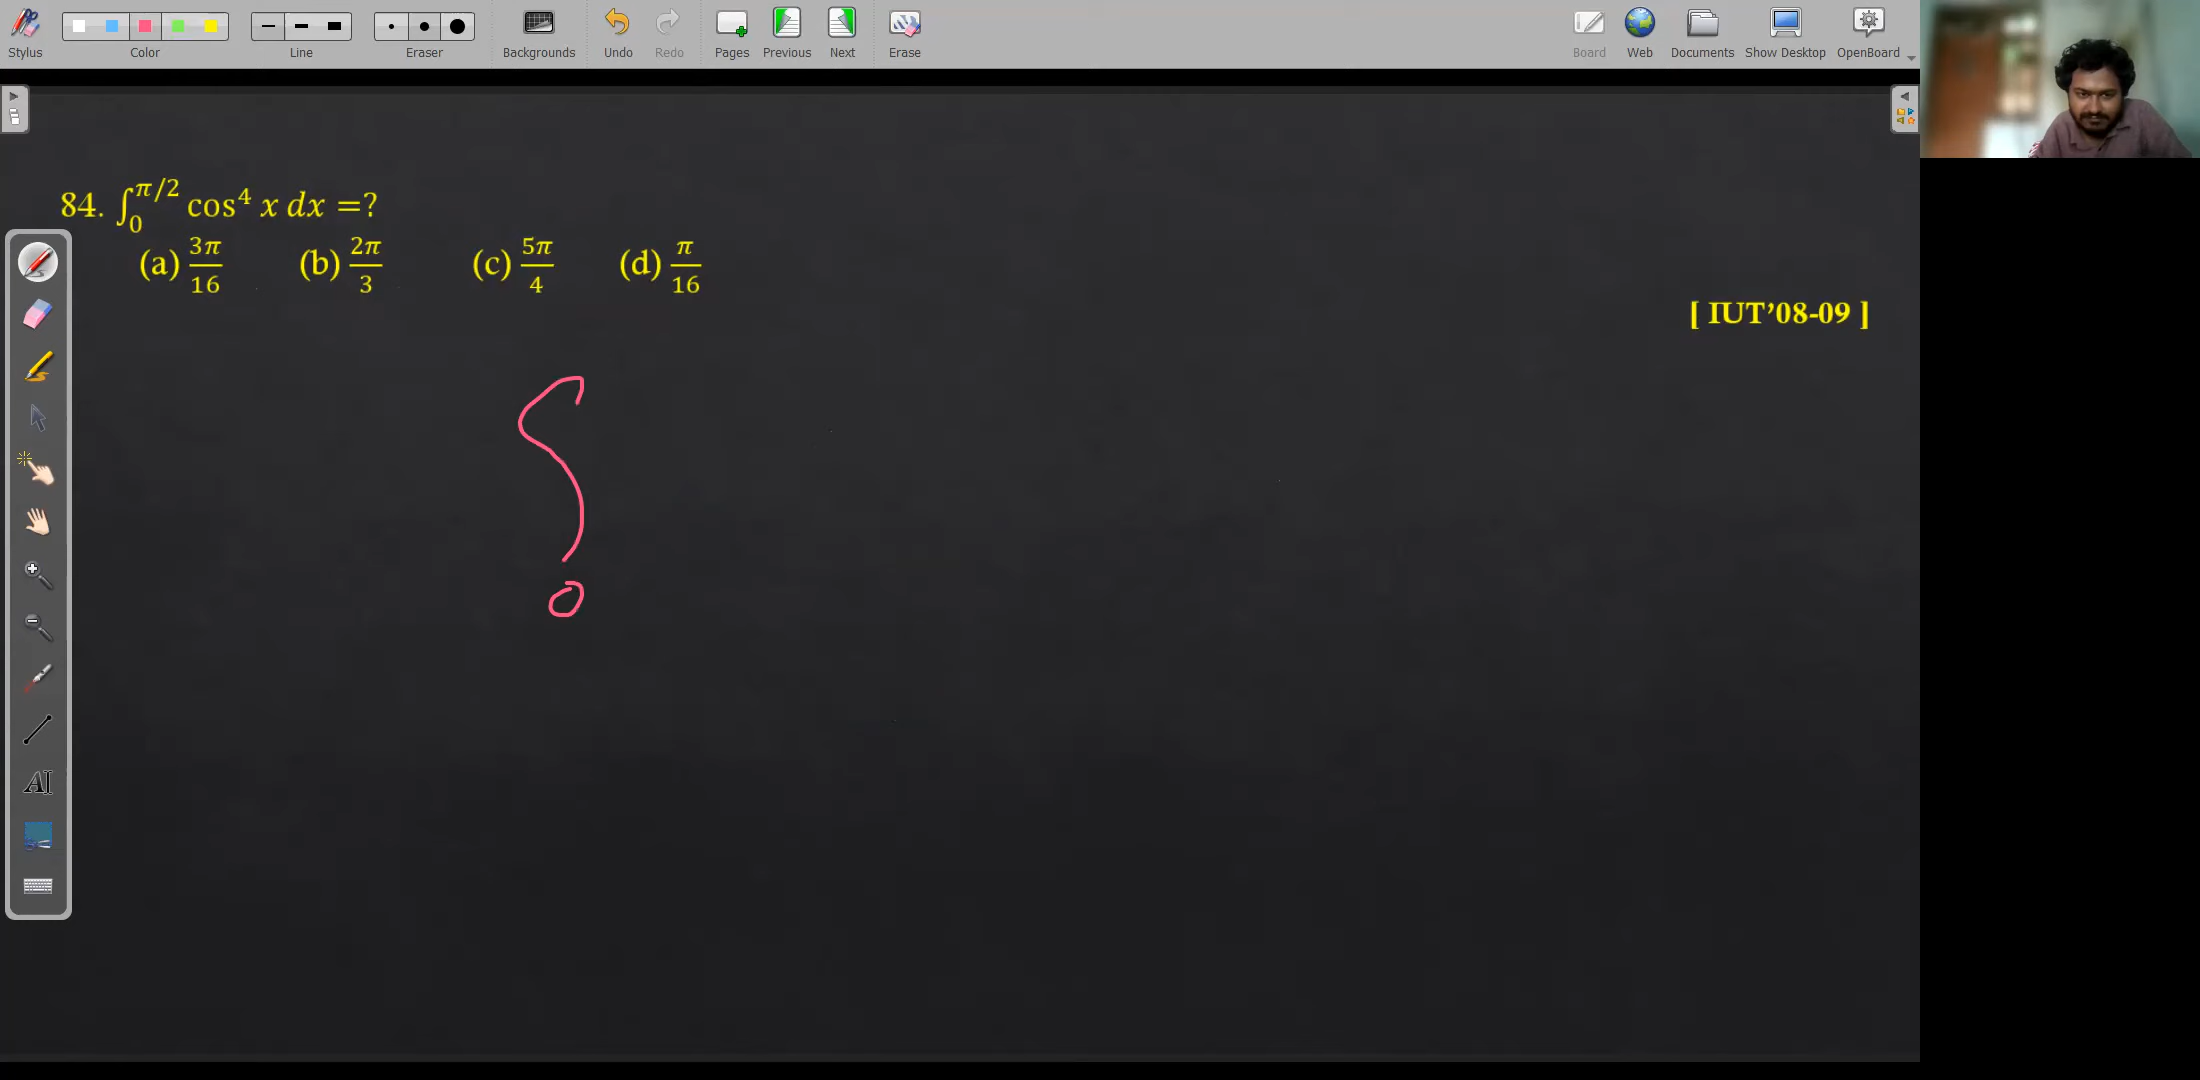 Stylus Color Line Eraser Backgrounds Undo Redo Pages Previous Next Erase Board Web Documents Show Desktop OpenBoard
84. ∫₀^{π/2} cos⁴ x dx =?
(a) 3π/16 (b) 2π/3 (c) 5π/4 (d) π/16
[ IUT’08-09 ]
∫₀
AI